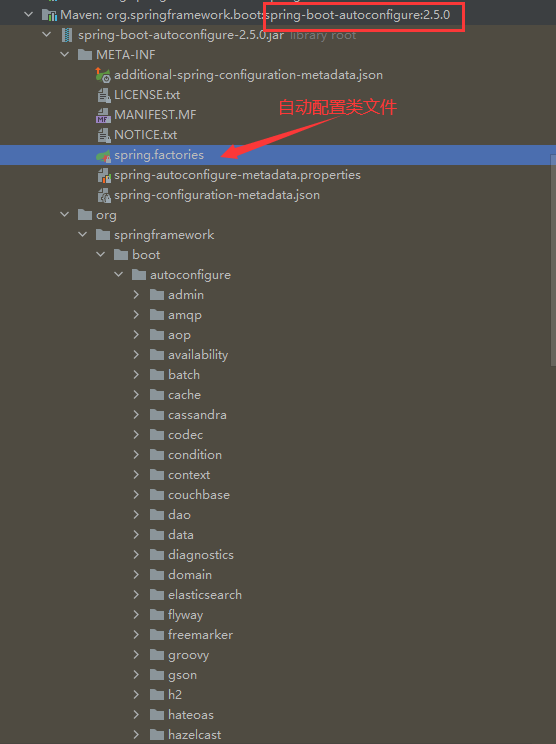 Maven: org.springframework.boot:spring-boot-autoconfigure:2.5.0
spring-boot-autoconfigure-2.5.0.jar library root
META-INF
additional-spring-configuration-metadata.json
LICENSE.txt
MANIFEST.MF
自动配置类文件
NOTICE.txt
spring.factories
spring-autoconfigure-metadata.properties
spring-configuration-metadata.json
org
springframework
boot
autoconfigure
admin
amqp
aop
availability
batch
cache
cassandra
codec
condition
context
couchbase
dao
data
diagnostics
domain
elasticsearch
flyway
freemarker
groovy
gson
h2
hateoas
hazelcast